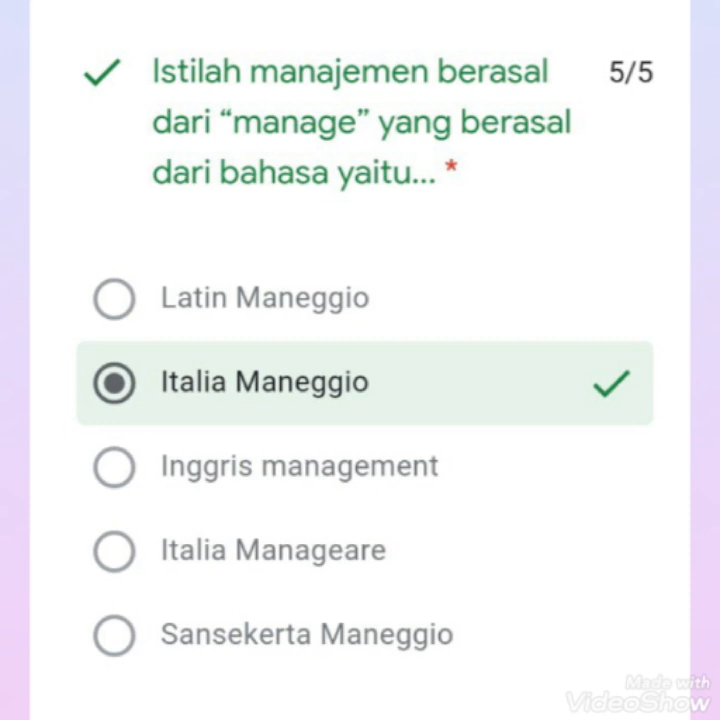 Istilah manajemen berasal 5/5
dari “manage” yang berasal
dari bahasa yaitu... *
Latin Maneggio
Italia Maneggio
Inggris management
Italia Manageare
Sansekerta Maneggio
Made with
VideoShow